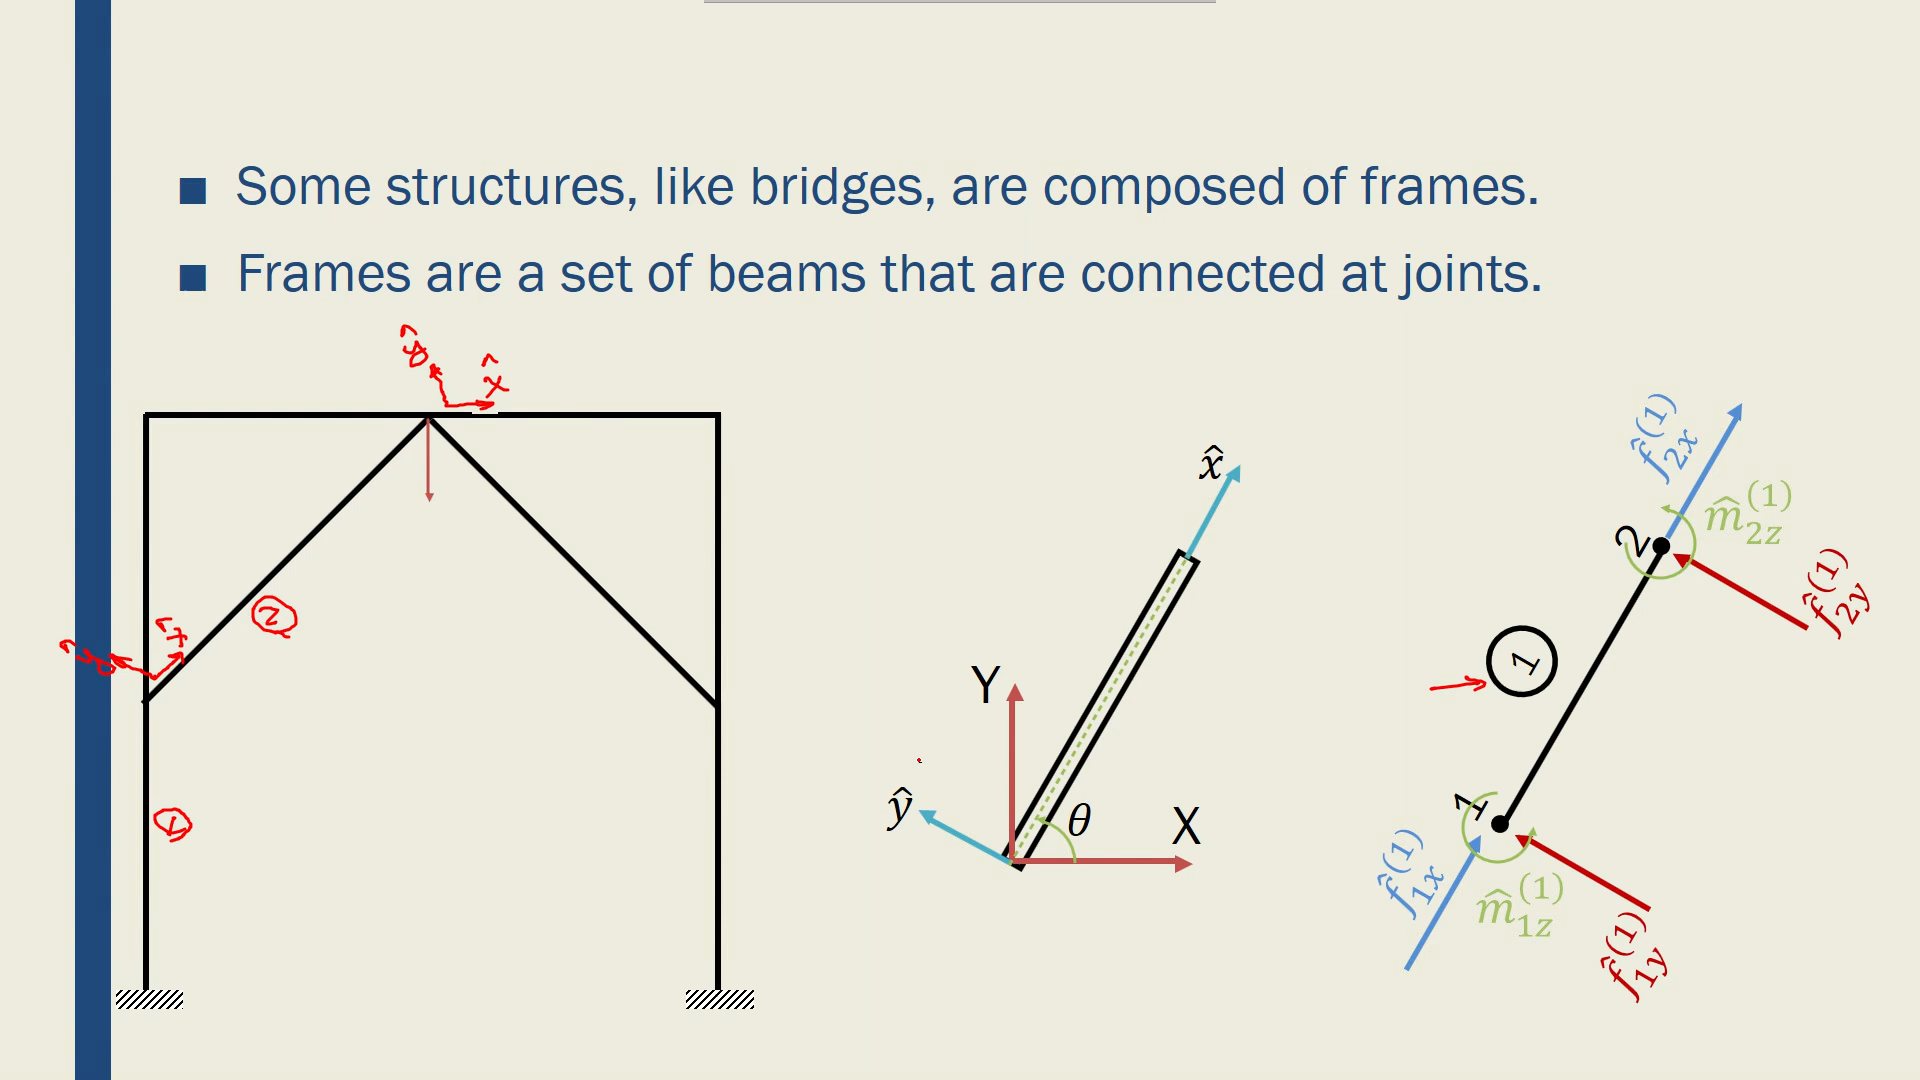 ■ Some structures, like bridges, are composed of frames.
■ Frames are a set of beams that are connected at joints.
ŷ
x̂
x̂
ŷ
②
①
x̂
ŷ
Y
X
θ
f̂₂ₓ⁽¹⁾
m̂₂z⁽¹⁾
2
f̂₂y⁽¹⁾
1
1
f̂₁ₓ⁽¹⁾
m̂₁z⁽¹⁾
f̂₁y⁽¹⁾